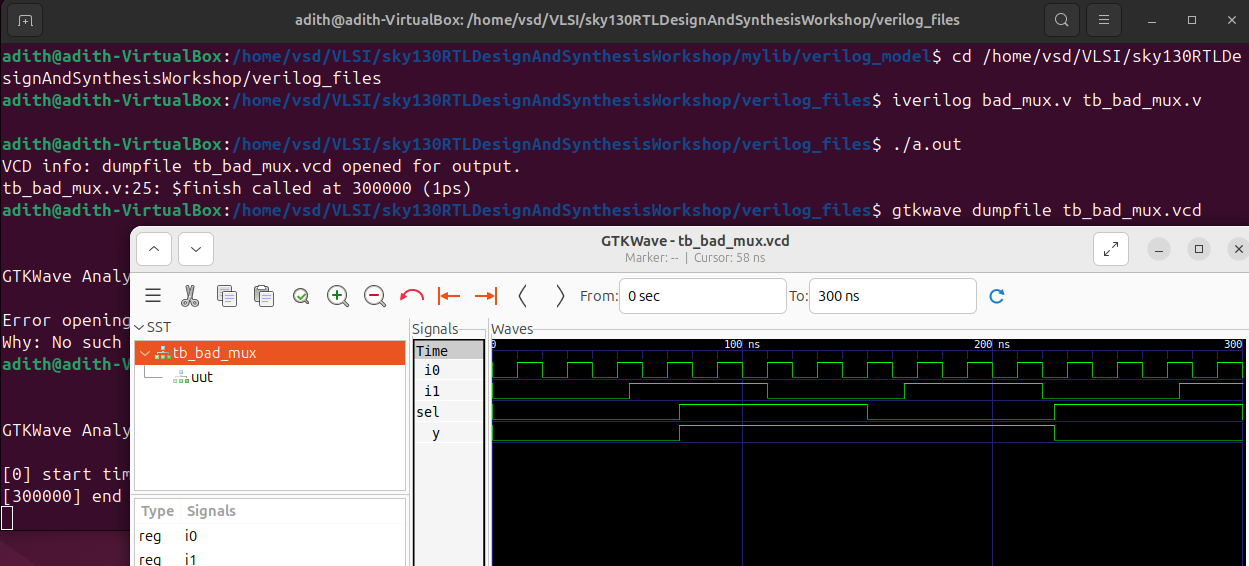 adith@adith-VirtualBox: /home/vsd/VLSI/sky130RTLDesignAndSynthesisWorkshop/verilog_files
adith@adith-VirtualBox:/home/vsd/VLSI/sky130RTLDesignAndSynthesisWorkshop/mylib/verilog_model$ cd /home/vsd/VLSI/sky130RTLDe
signAndSynthesisWorkshop/verilog_files
adith@adith-VirtualBox:/home/vsd/VLSI/sky130RTLDesignAndSynthesisWorkshop/verilog_files$ iverilog bad_mux.v tb_bad_mux.v
adith@adith-VirtualBox:/home/vsd/VLSI/sky130RTLDesignAndSynthesisWorkshop/verilog_files$ ./a.out
VCD info: dumpfile tb_bad_mux.vcd opened for output.
tb_bad_mux.v:25: $finish called at 300000 (1ps)
adith@adith-VirtualBox:/home/vsd/VLSI/sky130RTLDesignAndSynthesisWorkshop/verilog_files$ gtkwave dumpfile tb_bad_mux.vcd
GTKWave Analy
Error opening
Why: No such
adith@adith-V
GTKWave Analy
[0] start tim
[300000] end
GTKWave - tb_bad_mux.vcd
Marker: -- | Cursor: 58 ns
From: 0 sec To: 300 ns
SST
tb_bad_mux
uut
Type Signals
reg i0
reg i1
Signals
Time
i0
i1
sel
y
Waves
0 100 ns 200 ns 300